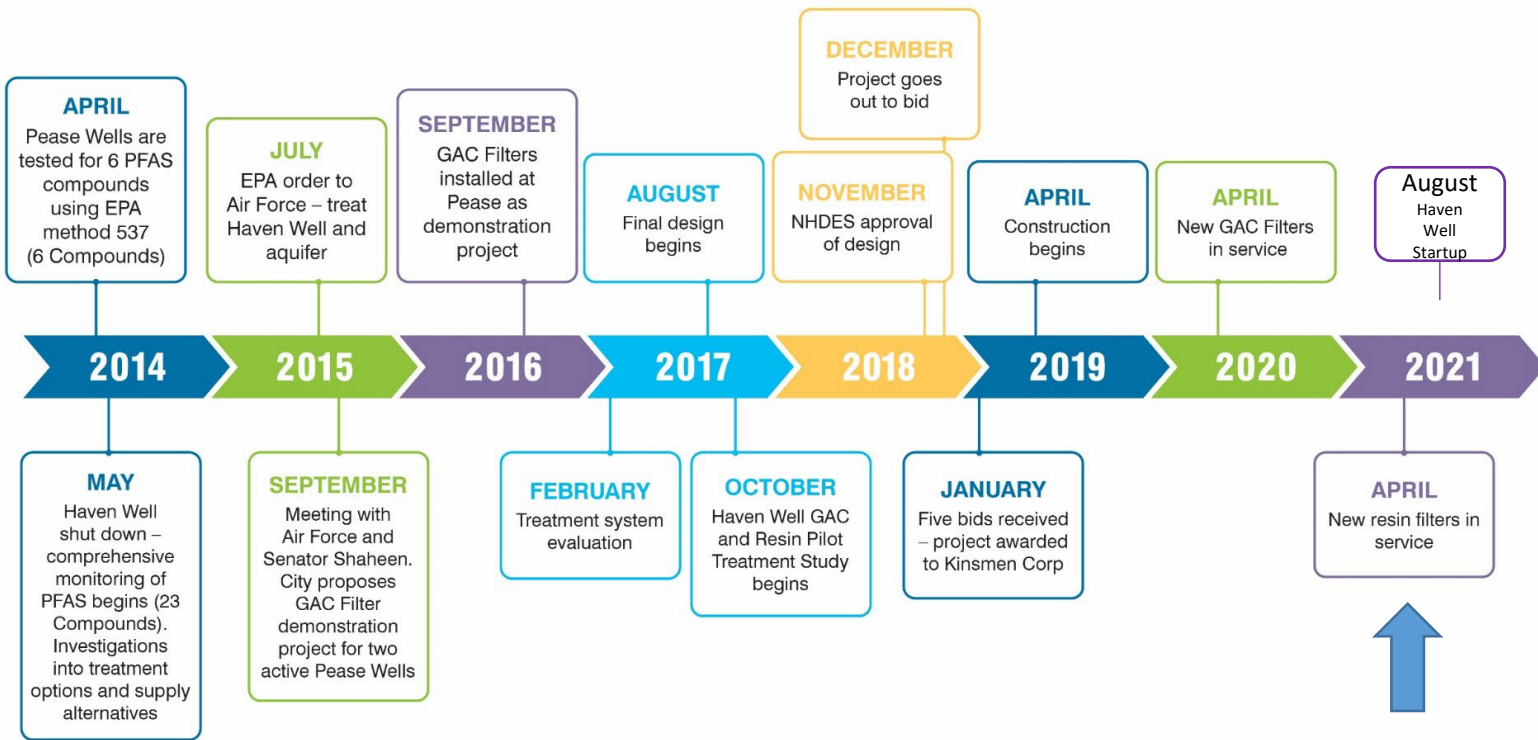 APRIL
Pease Wells are
tested for 6 PFAS
compounds
using EPA
method 537
(6 Compounds)
JULY
EPA order to
Air Force – treat
Haven Well and
aquifer
SEPTEMBER
GAC Filters
installed at
Pease as
demonstration
project
AUGUST
Final design
begins
DECEMBER
Project goes
out to bid
NOVEMBER
NHDES approval
of design
APRIL
Construction
begins
APRIL
New GAC Filters
in service
August
Haven
Well
Startup
2014
2015
2016
2017
2018
2019
2020
2021
MAY
Haven Well
shut down –
comprehensive
monitoring of
PFAS begins (23
Compounds).
Investigations
into treatment
options and supply
alternatives
SEPTEMBER
Meeting with
Air Force and
Senator Shaheen.
City proposes
GAC Filter
demonstration
project for two
active Pease Wells
FEBRUARY
Treatment system
evaluation
OCTOBER
Haven Well GAC
and Resin Pilot
Treatment Study
begins
JANUARY
Five bids received
– project awarded
to Kinsmen Corp
APRIL
New resin filters in
service